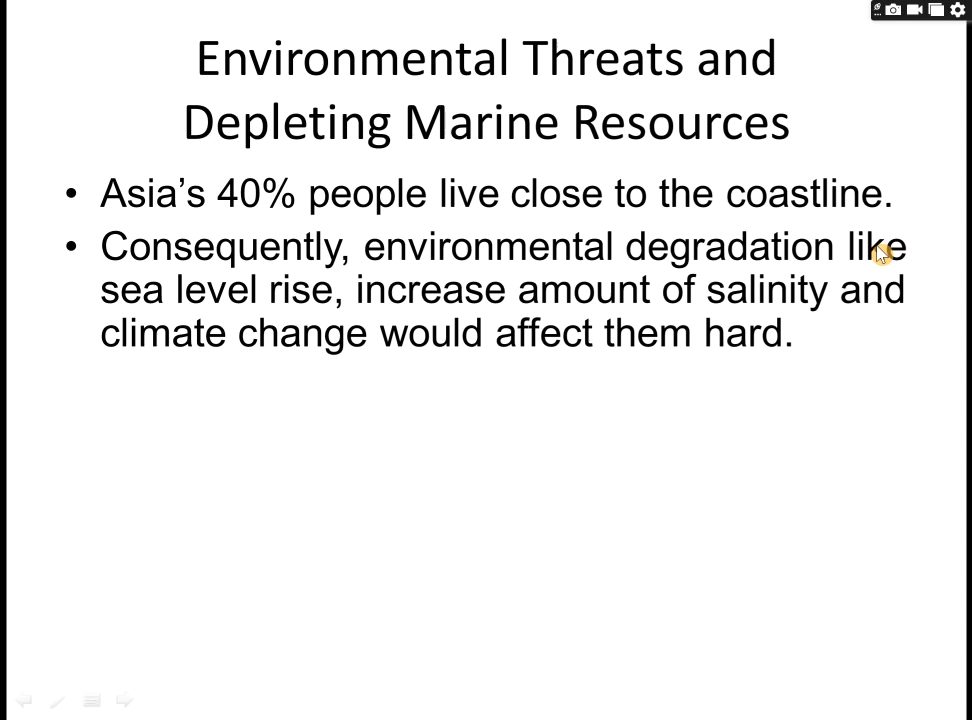 Environmental Threats and
Depleting Marine Resources
• Asia’s 40% people live close to the coastline.
• Consequently, environmental degradation like
sea level rise, increase amount of salinity and
climate change would affect them hard.